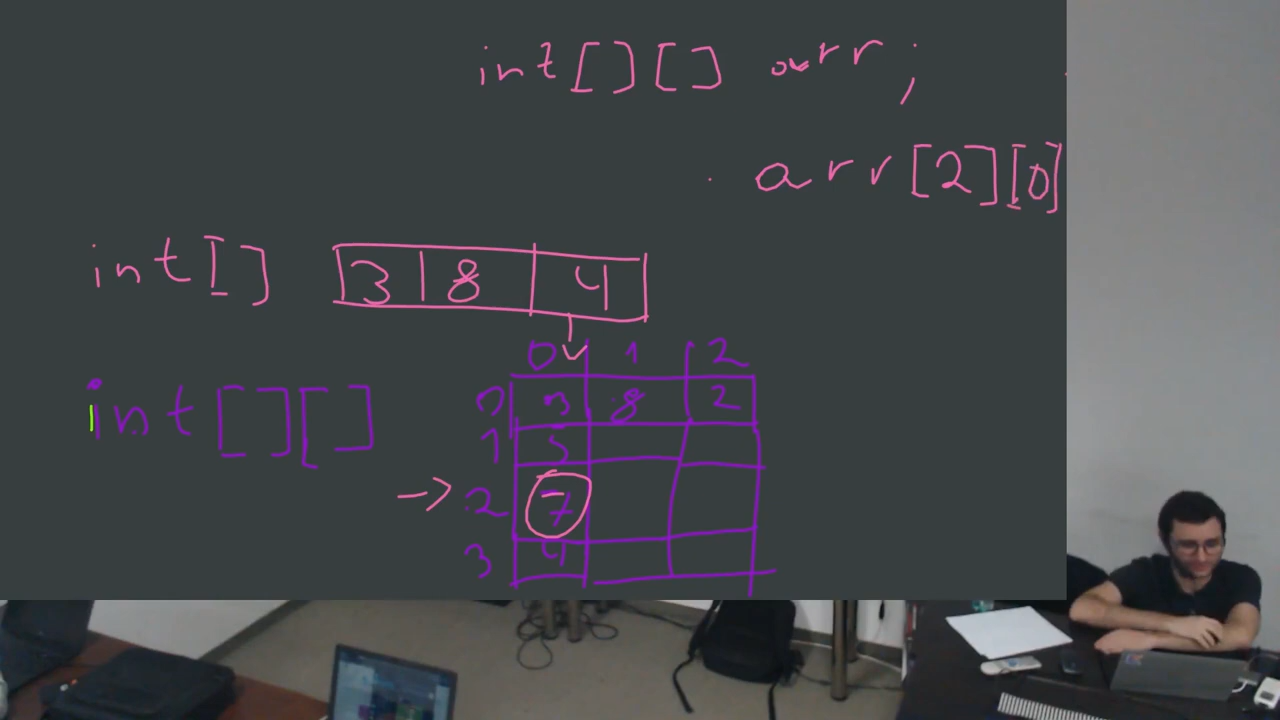 int[][] arr;
arr[2][0]
int[] 3 8 4
0 1 2
int[][] 0 3 8 2
1 5
2 7
3 4